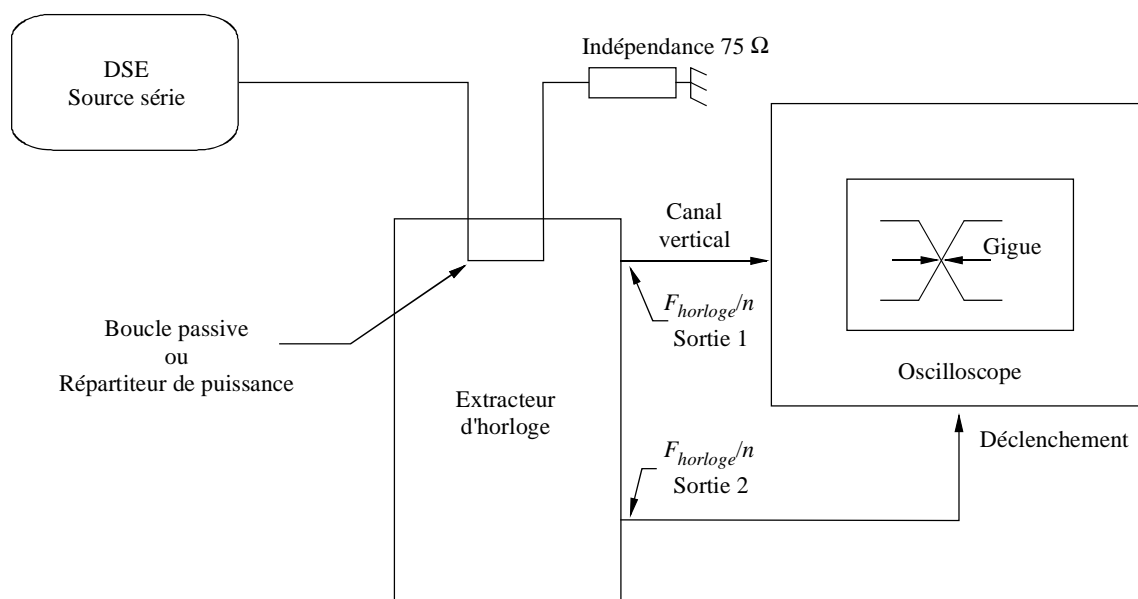 DSE
Source série
Indépendance 75 Ω
Canal
vertical
Gigue
F_horloge/n
Sortie 1
Boucle passive
ou
Répartiteur de puissance
Oscilloscope
Extracteur
d'horloge
Déclenchement
F_horloge/n
Sortie 2